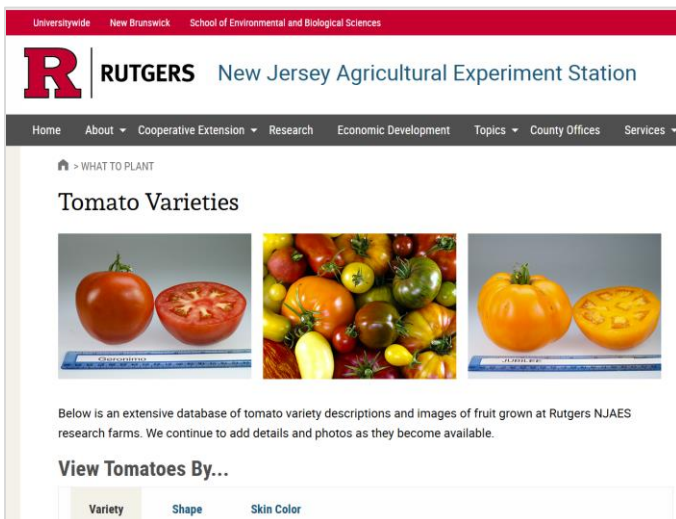 Universitywide New Brunswick School of Environmental and Biological Sciences
R RUTGERS New Jersey Agricultural Experiment Station
Home About Cooperative Extension Research Economic Development Topics County Offices Services
> WHAT TO PLANT
Tomato Varieties
Geronimo
JUBILEE
Below is an extensive database of tomato variety descriptions and images of fruit grown at Rutgers NJAES
research farms. We continue to add details and photos as they become available.
View Tomatoes By...
Variety Shape Skin Color